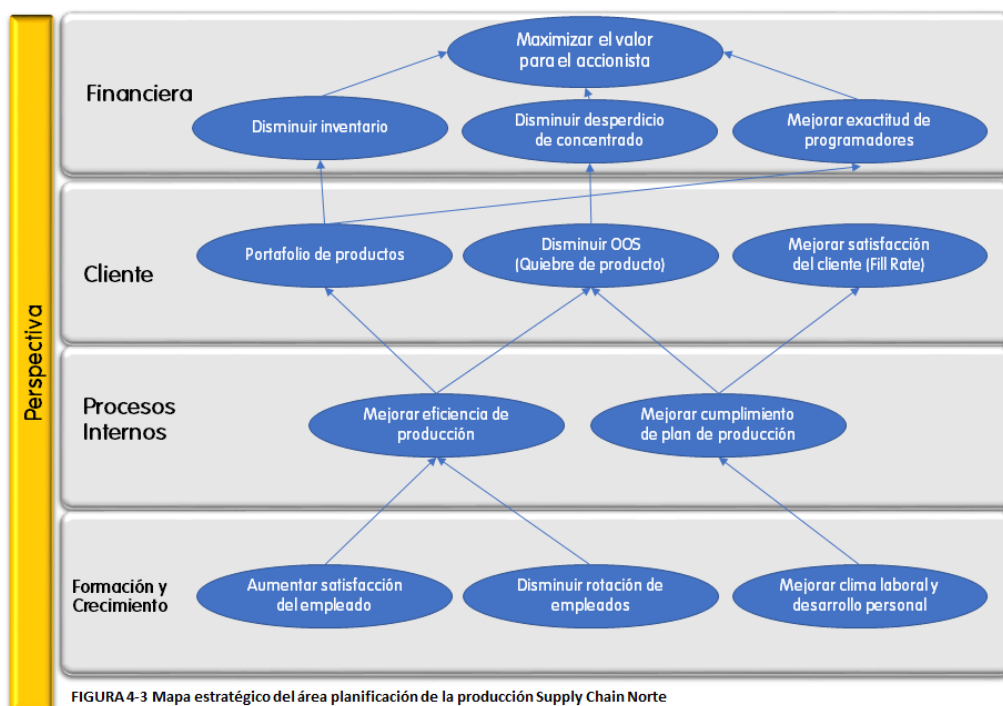 Perspectiva
Financiera
Maximizar el valor
para el accionista
Disminuir inventario
Disminuir desperdicio
de concentrado
Mejorar exactitud de
programadores
Cliente
Portafolio de productos
Disminuir OOS
(Quiebre de producto)
Mejorar satisfacción
del cliente (Fill Rate)
Procesos
Internos
Mejorar eficiencia de
producción
Mejorar cumplimiento
de plan de producción
Formación y
Crecimiento
Aumentar satisfacción
del empleado
Disminuir rotación de
empleados
Mejorar clima laboral y
desarrollo personal
FIGURA 4-3 Mapa estratégico del área planificación de la producción Supply Chain Norte